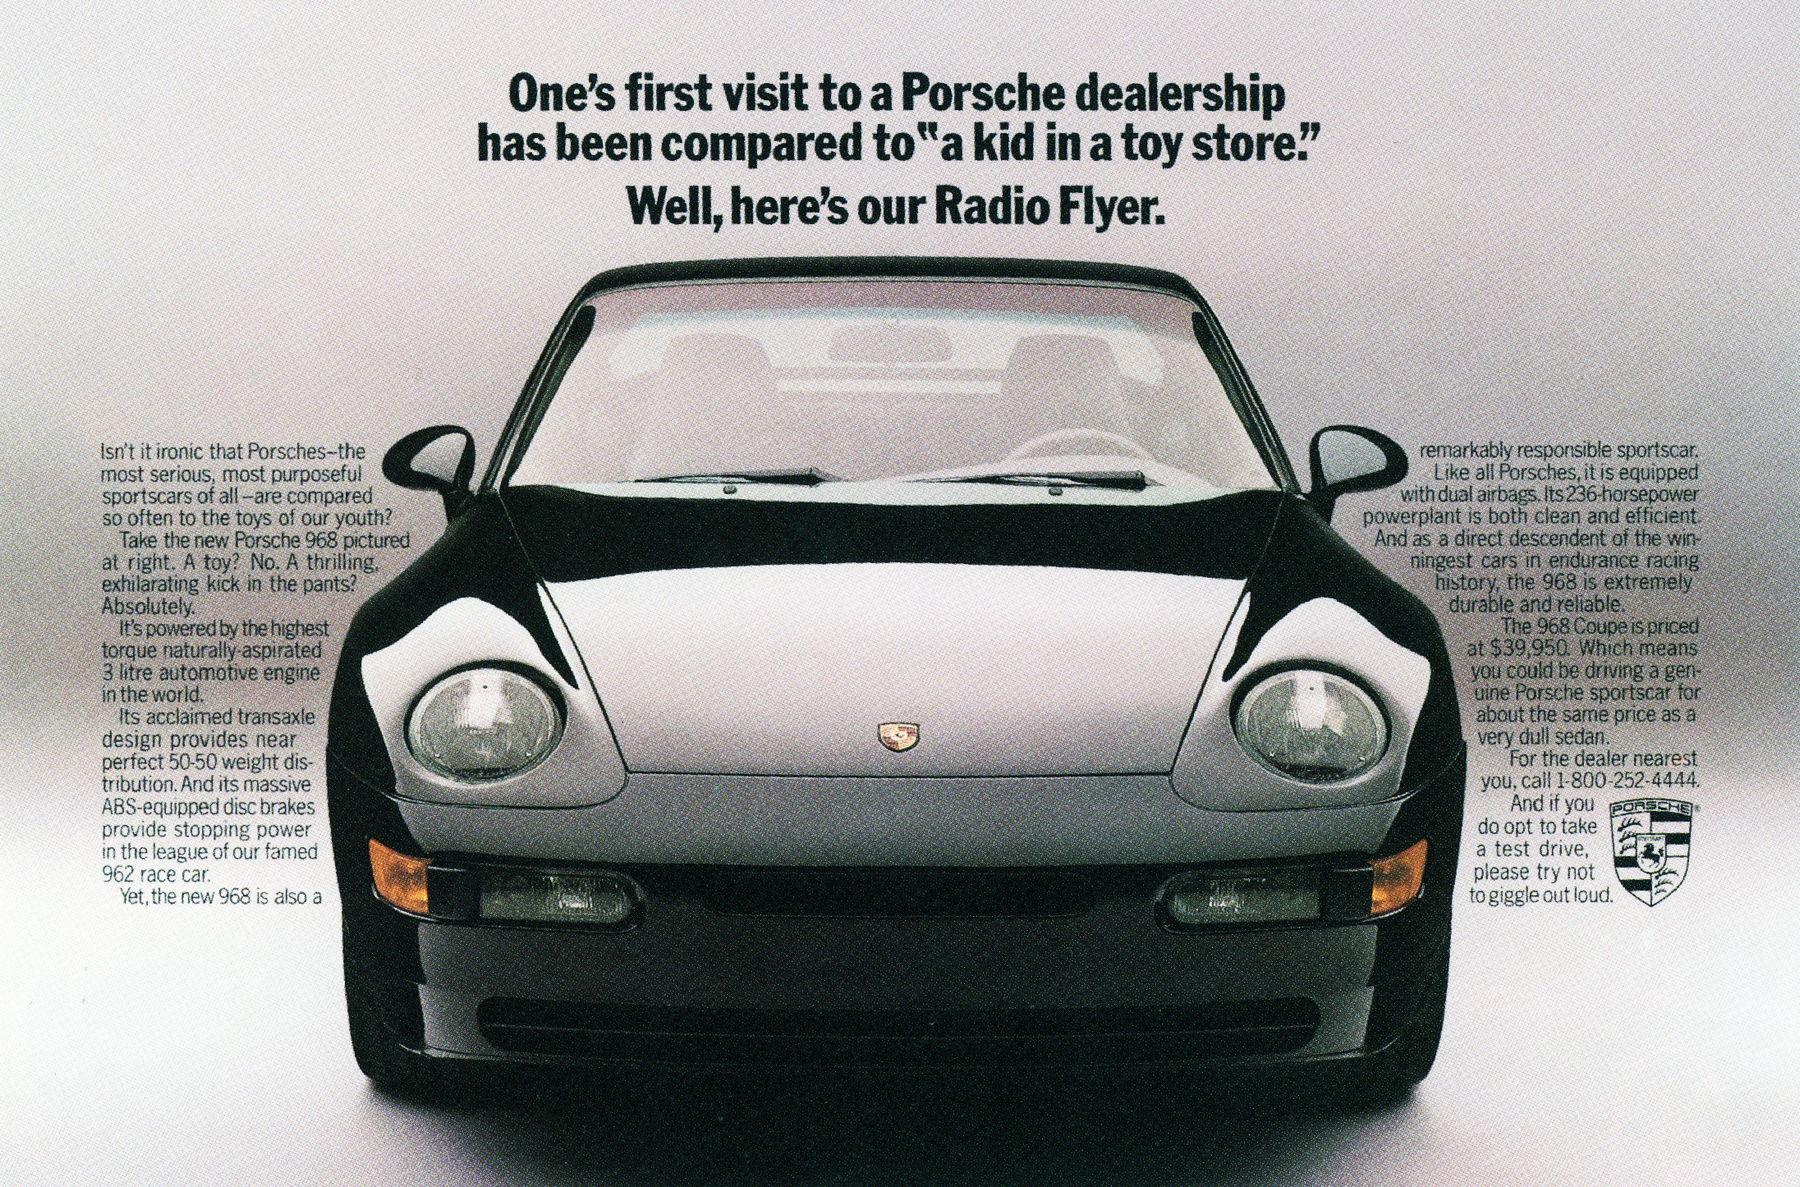 One's first visit to a Porsche dealership
has been compared to "a kid in a toy store."
Well, here's our Radio Flyer.
Isn't it ironic that Porsches–the
most serious, most purposeful
sportscars of all–are compared
so often to the toys of our youth?
Take the new Porsche 968 pictured
at right. A toy? No. A thrilling,
exhilarating kick in the pants?
Absolutely.
It's powered by the highest
torque naturally-aspirated
3 litre automotive engine
in the world.
Its acclaimed transaxle
design provides near
perfect 50-50 weight dis-
tribution. And its massive
ABS-equipped disc brakes
provide stopping power
in the league of our famed
962 race car.
Yet, the new 968 is also a
remarkably responsible sportscar.
Like all Porsches, it is equipped
with dual airbags. Its 236-horsepower
powerplant is both clean and efficient.
And as a direct descendent of the win-
ningest cars in endurance racing
history, the 968 is extremely
durable and reliable.
The 968 Coupe is priced
at $39,950. Which means
you could be driving a gen-
uine Porsche sportscar for
about the same price as a
very dull sedan.
For the dealer nearest
you, call 1-800-252-4444.
And if you
do opt to take
a test drive,
please try not
to giggle out loud.
PORSCHE®